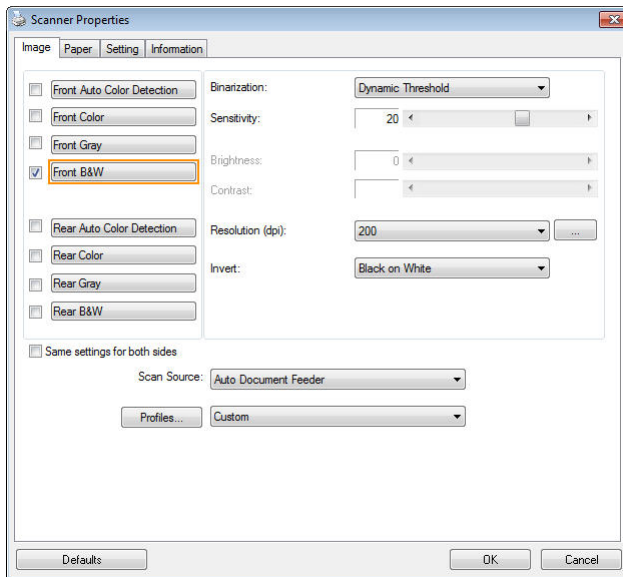 Scanner Properties
Image Paper Setting Information
Front Auto Color Detection
Front Color
Front Gray
Front B&W
Rear Auto Color Detection
Rear Color
Rear Gray
Rear B&W
Binarization: Dynamic Threshold
Sensitivity: 20
Brightness: 0
Contrast:
Resolution (dpi): 200 ...
Invert: Black on White
Same settings for both sides
Scan Source: Auto Document Feeder
Profiles... Custom
Defaults OK Cancel